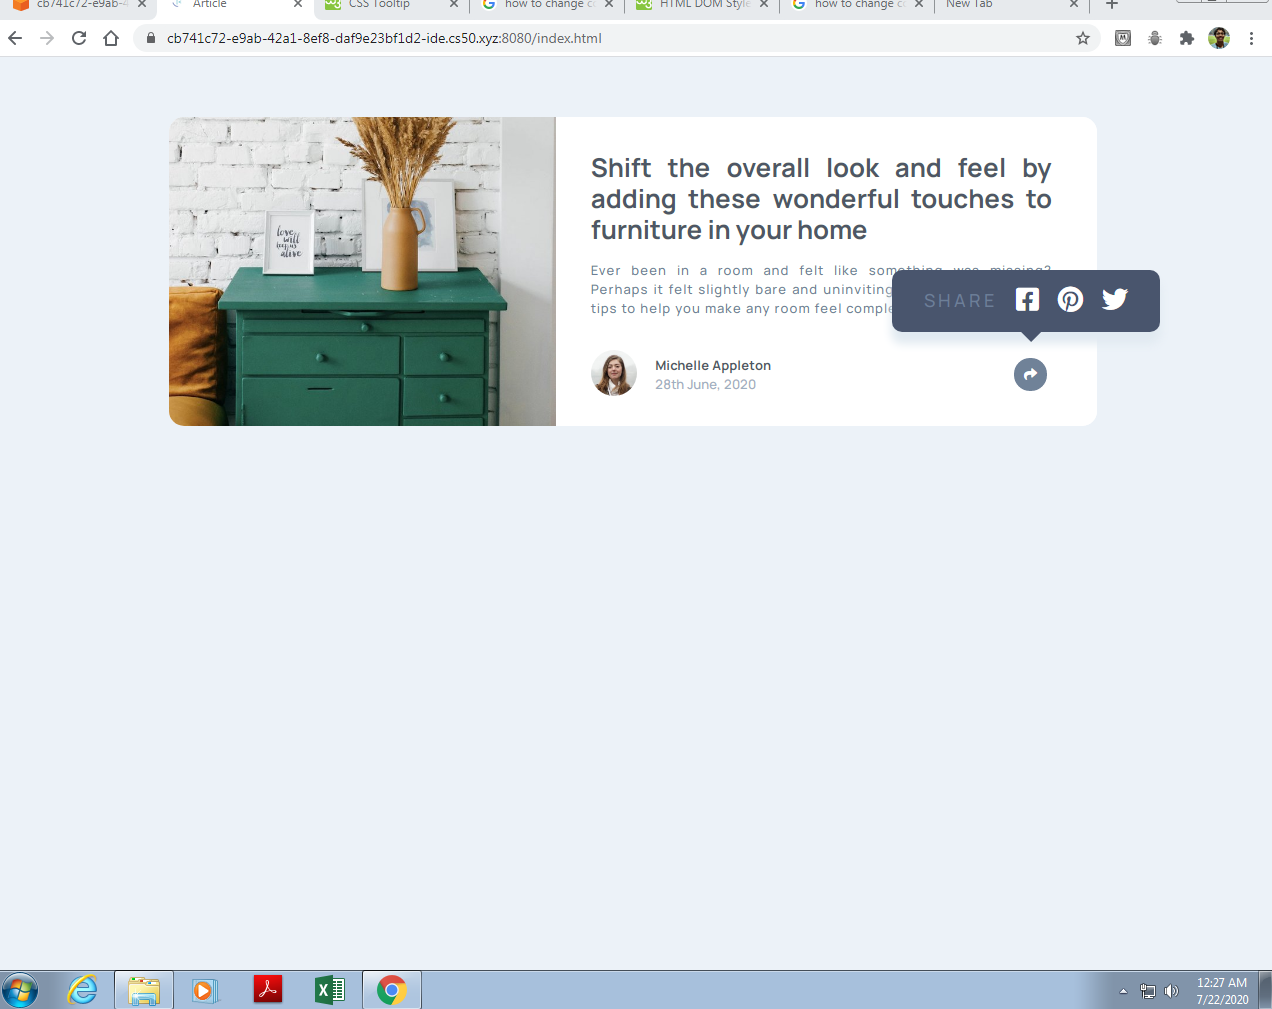 cb741c72-e9ab-4
Article
CSS Tooltip
how to change c
HTML DOM Style
how to change c
New Tab
cb741c72-e9ab-42a1-8ef8-daf9e23bf1d2-ide.cs50.xyz:8080/index.html
Shift the overall look and feel by
adding these wonderful touches to
furniture in your home
Ever been in a room and felt like something was missing?
Perhaps it felt slightly bare and uninviting
tips to help you make any room feel comple
SHARE
Michelle Appleton
28th June, 2020
love
will
alive
12:27 AM
7/22/2020